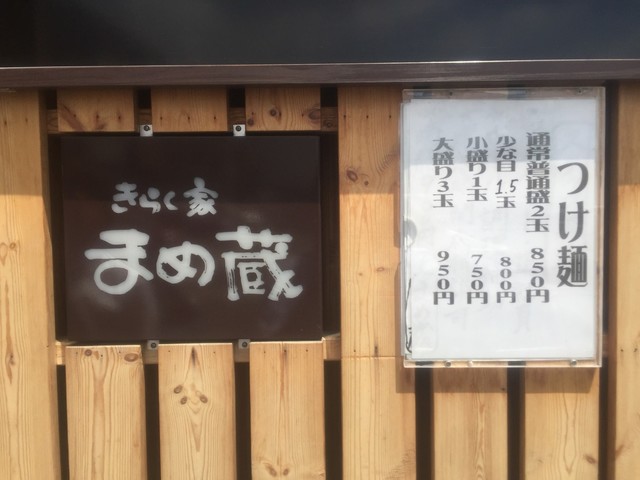 きらく家
まめ蔵
つけ麺
通常普通盛2玉 850円
少な目1.5玉 800円
小盛り1玉 750円
大盛り3玉 950円